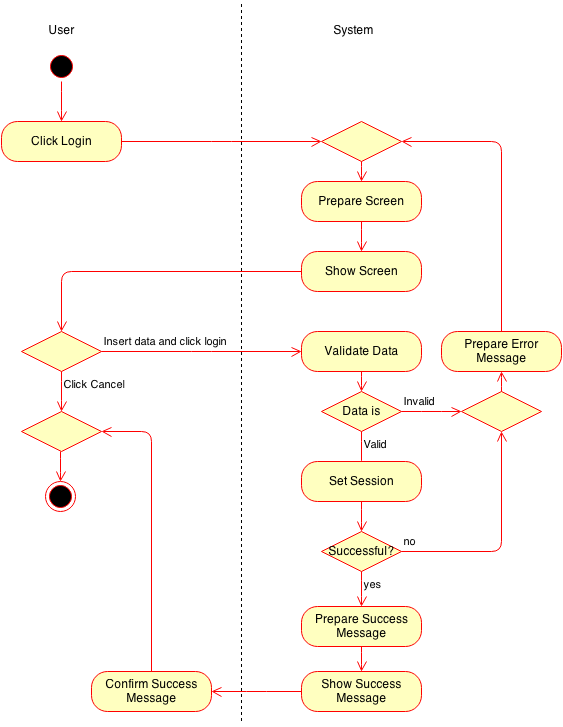 User
System
Click Login
Prepare Screen
Show Screen
Insert data and click login
Validate Data
Prepare Error
Message
Click Cancel
Data is
Invalid
Valid
Set Session
Successful?
no
yes
Prepare Success
Message
Confirm Success
Message
Show Success
Message